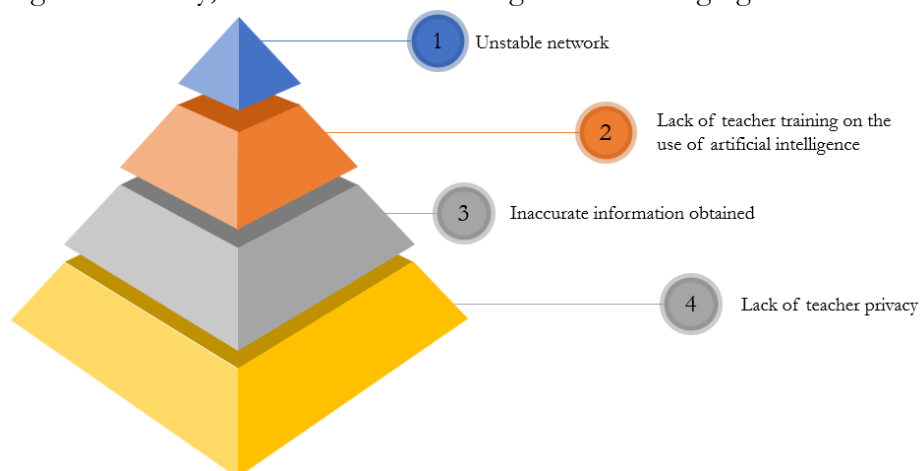 1
Unstable network
2
Lack of teacher training on the
use of artificial intelligence
3
Inaccurate information obtained
4
Lack of teacher privacy